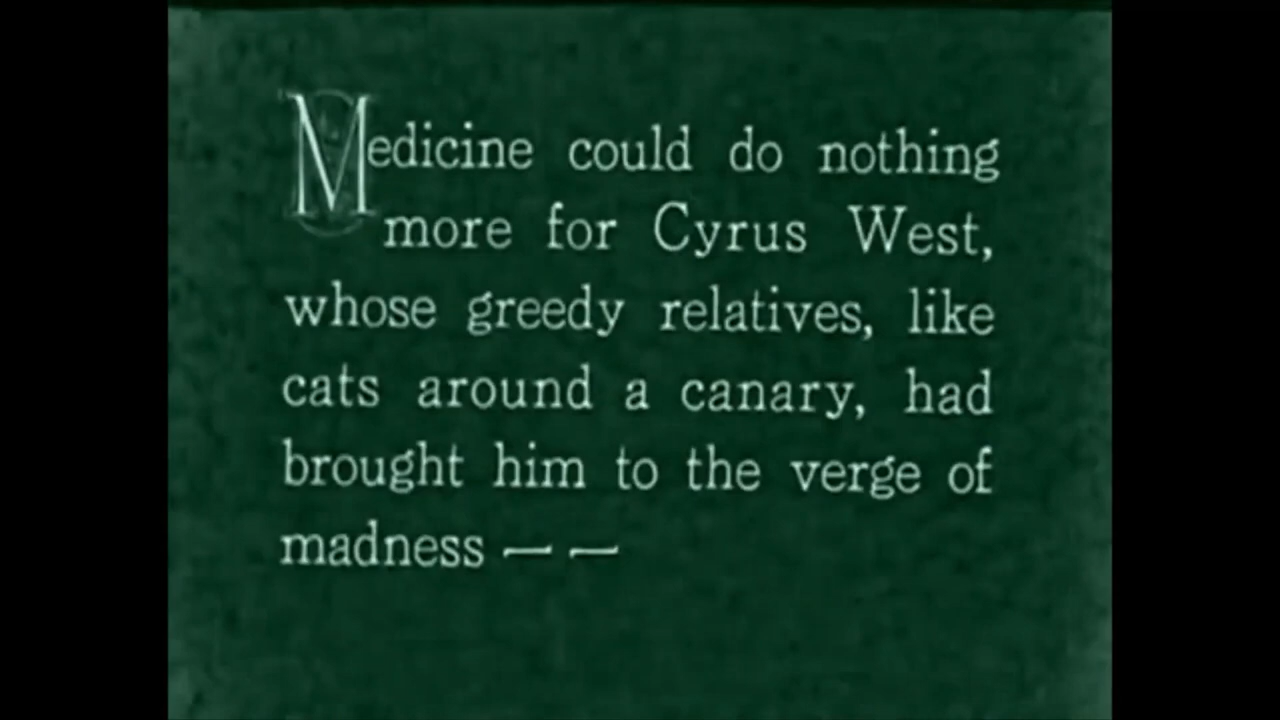 Medicine could do nothing
more for Cyrus West,
whose greedy relatives, like
cats around a canary, had
brought him to the verge of
madness — —